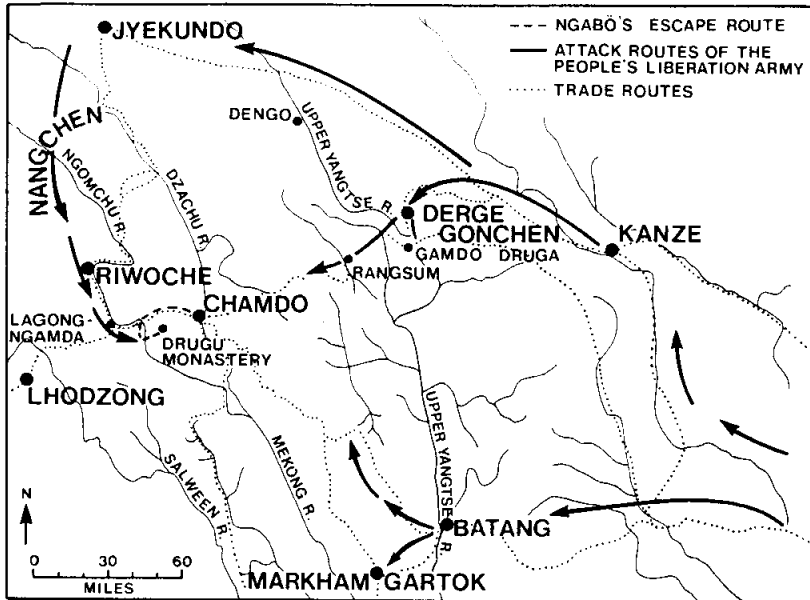 NGABÖ'S ESCAPE ROUTE
ATTACK ROUTES OF THE
PEOPLE'S LIBERATION ARMY
TRADE ROUTES
JYEKUNDO
DENGO
UPPER YANGTSE R.
NANGCHEN
NGOMCHU R.
DZACHU R.
DERGE
GONCHEN
KANZE
GAMDO DRUGA
RANGSUM
RIWOCHE
CHAMDO
LAGONG-
NGAMDA
DRUGU
MONASTERY
LHODZONG
UPPER YANGTSE R.
MEKONG R.
SALWEEN R.
BATANG
MARKHAM GARTOK
N
0 30 60
MILES